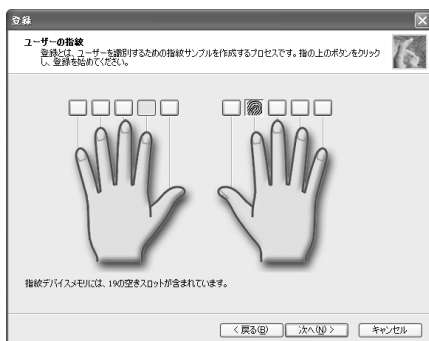 登録
ユーザーの指紋
登録とは、ユーザーを識別するための指紋サンプルを作成するプロセスです。指の上のボタンをクリック
し、登録を始めてください。
指紋デバイスメモリには、19の空きスロットが含まれています。
< 戻る(B)
次へ(N) >
キャンセル